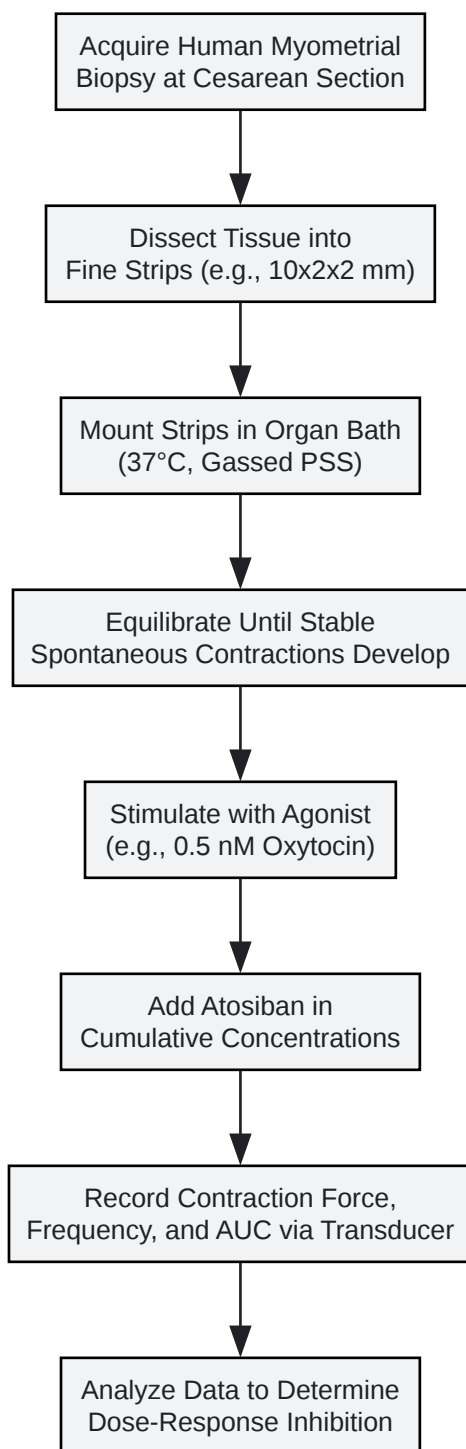 Acquire Human Myometrial
Biopsy at Cesarean Section
Dissect Tissue into
Fine Strips (e.g., 10x2x2 mm)
Mount Strips in Organ Bath
(37°C, Gassed PSS)
Equilibrate Until Stable
Spontaneous Contractions Develop
Stimulate with Agonist
(e.g., 0.5 nM Oxytocin)
Add Atosiban in
Cumulative Concentrations
Record Contraction Force,
Frequency, and AUC via Transducer
Analyze Data to Determine
Dose-Response Inhibition